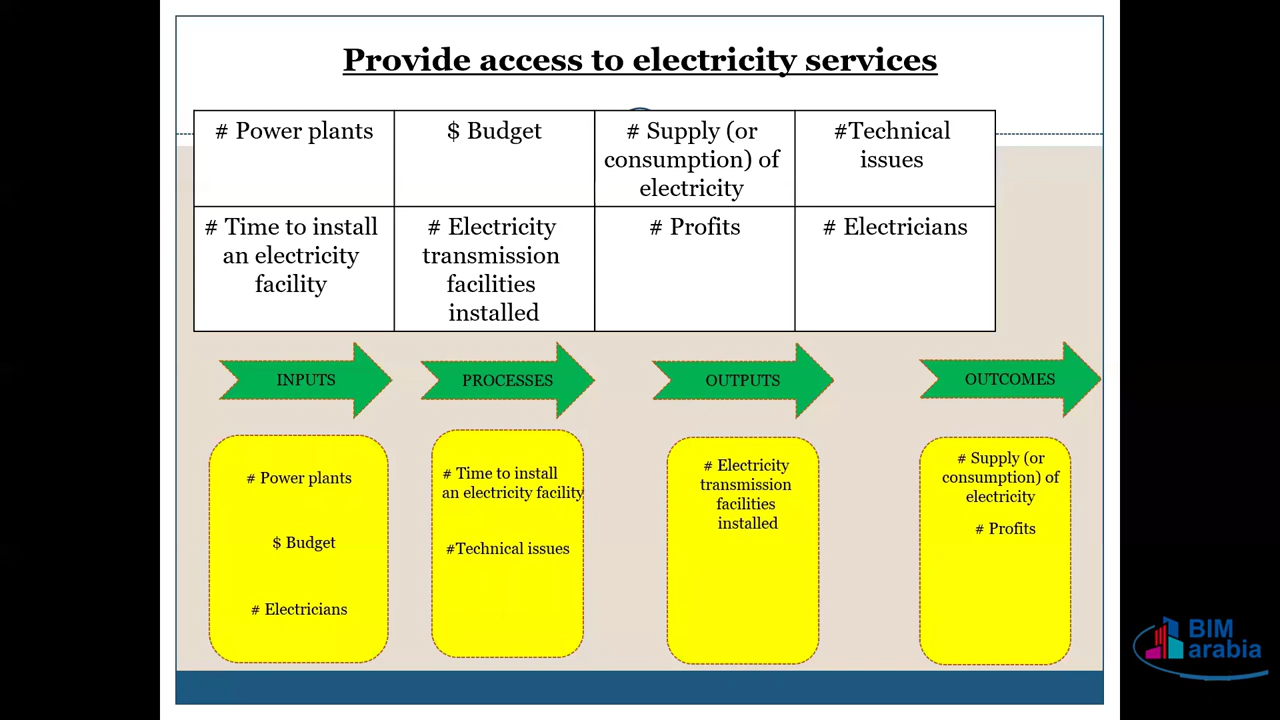 Provide access to electricity services
# Power plants
$ Budget
# Supply (or
consumption) of
electricity
#Technical
issues
# Time to install
an electricity
facility
# Electricity
transmission
facilities
installed
# Profits
# Electricians
INPUTS
PROCESSES
OUTPUTS
OUTCOMES
# Power plants
$ Budget
# Electricians
# Time to install
an electricity facility
#Technical issues
# Electricity
transmission
facilities
installed
# Supply (or
consumption) of
electricity
# Profits
BIM
arabia